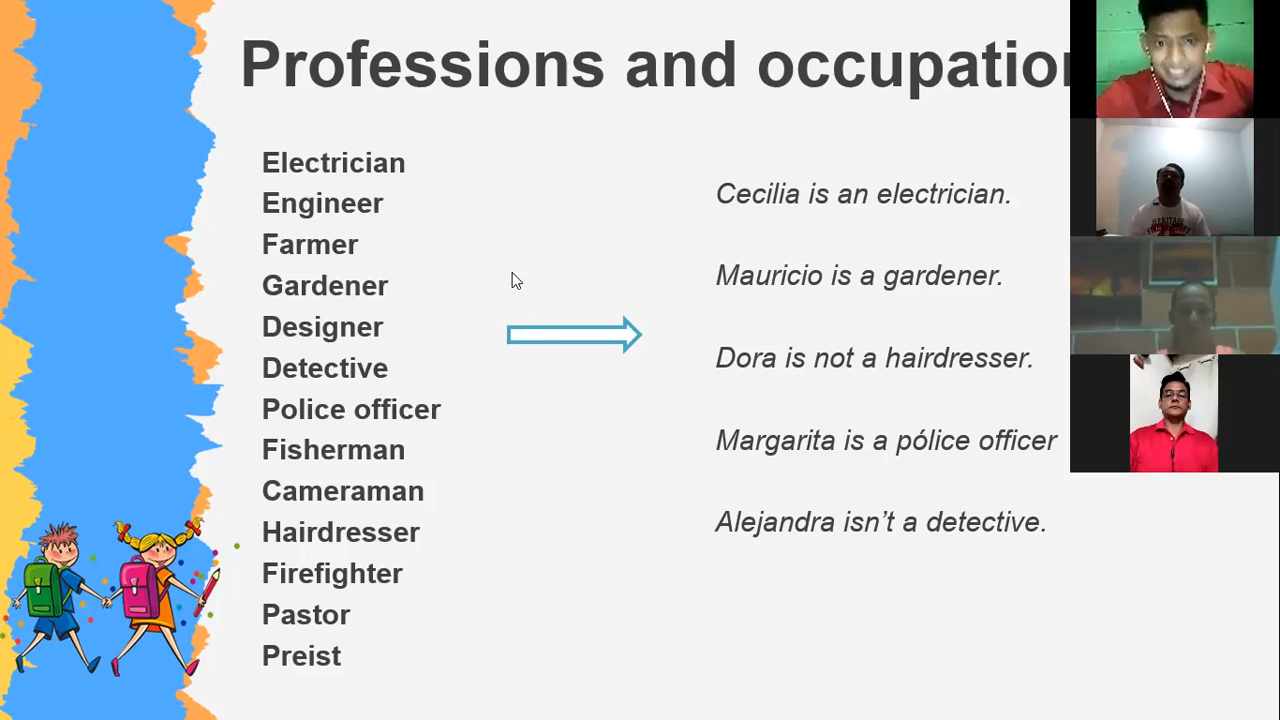 Professions and occupation
Electrician
Engineer
Farmer
Gardener
Designer
Detective
Police officer
Fisherman
Cameraman
Hairdresser
Firefighter
Pastor
Preist
Cecilia is an electrician.
Mauricio is a gardener.
Dora is not a hairdresser.
Margarita is a pólice officer
Alejandra isn’t a detective.